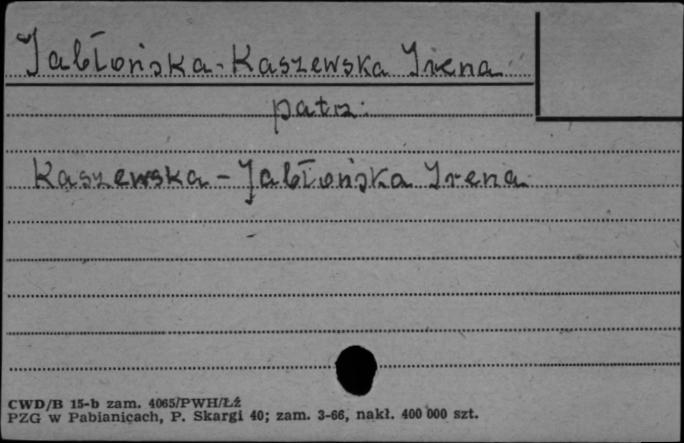 Jabłońska-Kaszewska Irena
patrz:
Kaszewska-Jabłońska Irena
CWD/B 15-b zam. 4065/PWH/Łź
PZG w Pabianicach, P. Skargi 40; zam. 3-66, nakł. 400 000 szt.